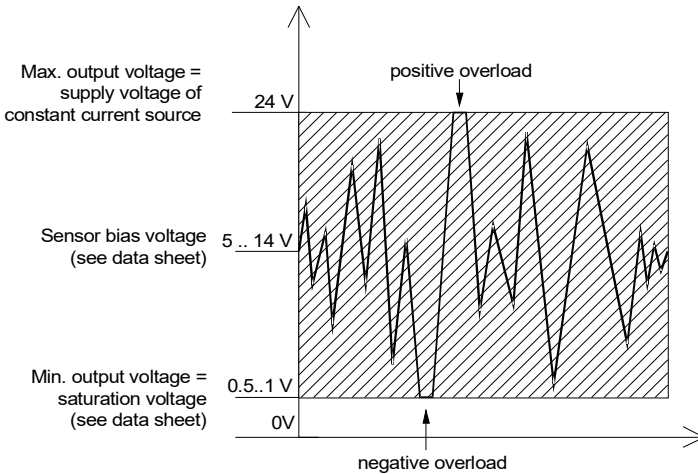 positive overload
Max. output voltage =
supply voltage of
constant current source
24 V
Sensor bias voltage
(see data sheet)
5 .. 14 V
Min. output voltage =
saturation voltage
(see data sheet)
0.5..1 V
0V
negative overload